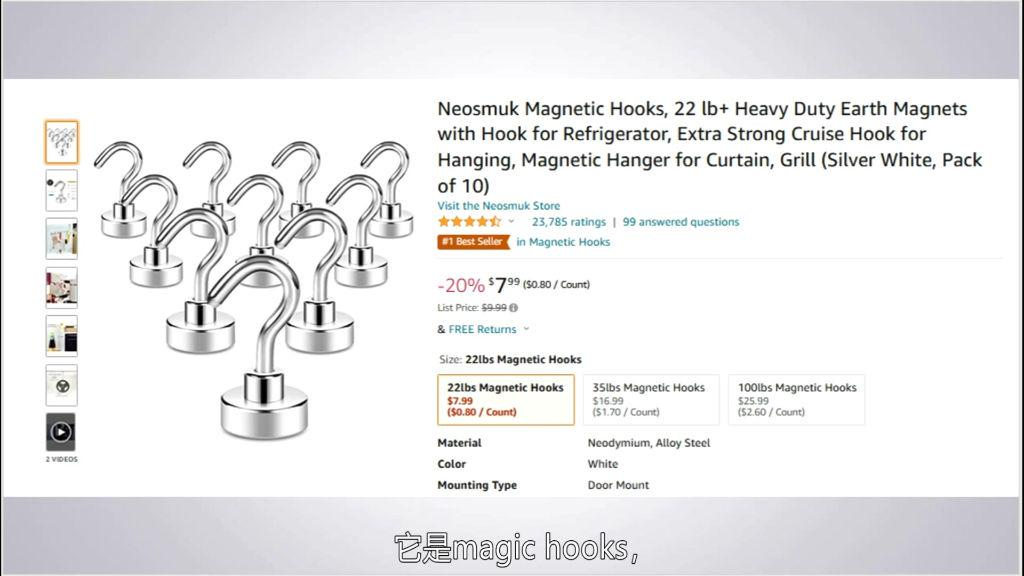 Neosmuk Magnetic Hooks, 22 lb+ Heavy Duty Earth Magnets
with Hook for Refrigerator, Extra Strong Cruise Hook for
Hanging, Magnetic Hanger for Curtain, Grill (Silver White, Pack
of 10)
Visit the Neosmuk Store
23,785 ratings | 99 answered questions
#1 Best Seller in Magnetic Hooks
-20% $7.99 ($0.80 / Count)
List Price: $9.99
& FREE Returns
Size: 22lbs Magnetic Hooks
22lbs Magnetic Hooks
$7.99
($0.80 / Count)
35lbs Magnetic Hooks
$16.99
($1.70 / Count)
100lbs Magnetic Hooks
$25.99
($2.60 / Count)
Material Neodymium, Alloy Steel
Color White
Mounting Type Door Mount
2 VIDEOS
它是magic hooks,